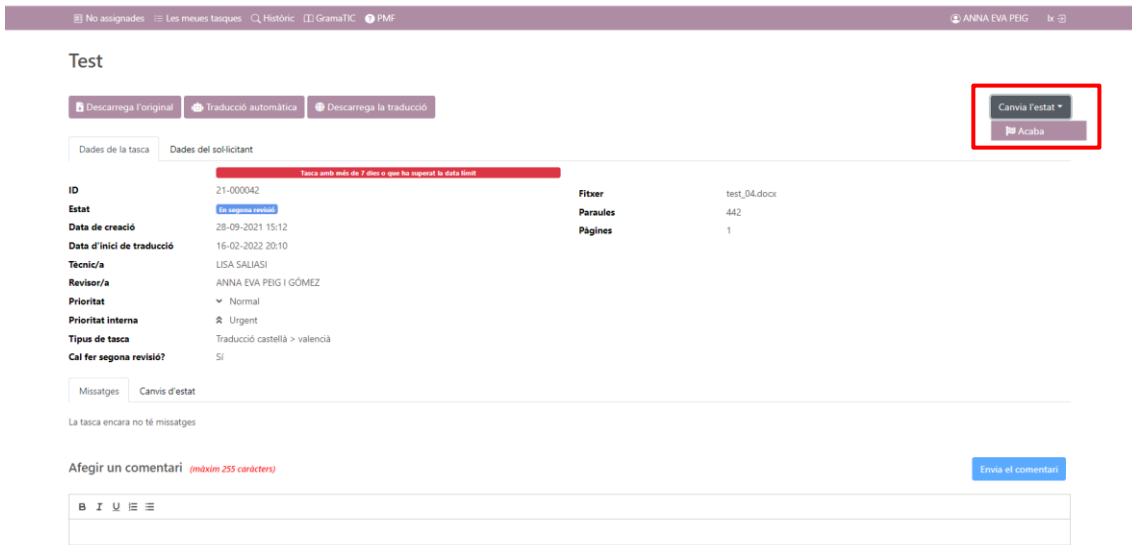 No assignades Les meues tasques Històric GramaTIC PMF ANNA EVA PEIG Ix
Test
Descarrega l'original Traducció automàtica Descarrega la traducció Canvia l'estat
Acaba
Dades de la tasca Dades del sol·licitant
Tasca amb més de 7 dies o que ha superat la data límit
ID 21-000042 Fitxer test_04.docx
Estat En segona revisió Paraules 442
Data de creació 28-09-2021 15:12 Pàgines 1
Data d'inici de traducció 16-02-2022 20:10
Tècnic/a LISA SALIASI
Revisor/a ANNA EVA PEIG I GÓMEZ
Prioritat Normal
Prioritat interna Urgent
Tipus de tasca Traducció castellà > valencià
Cal fer segona revisió? Sí
Missatges Canvis d'estat
La tasca encara no té missatges
Afegir un comentari (màxim 255 caràcters) Envia el comentari
B I U